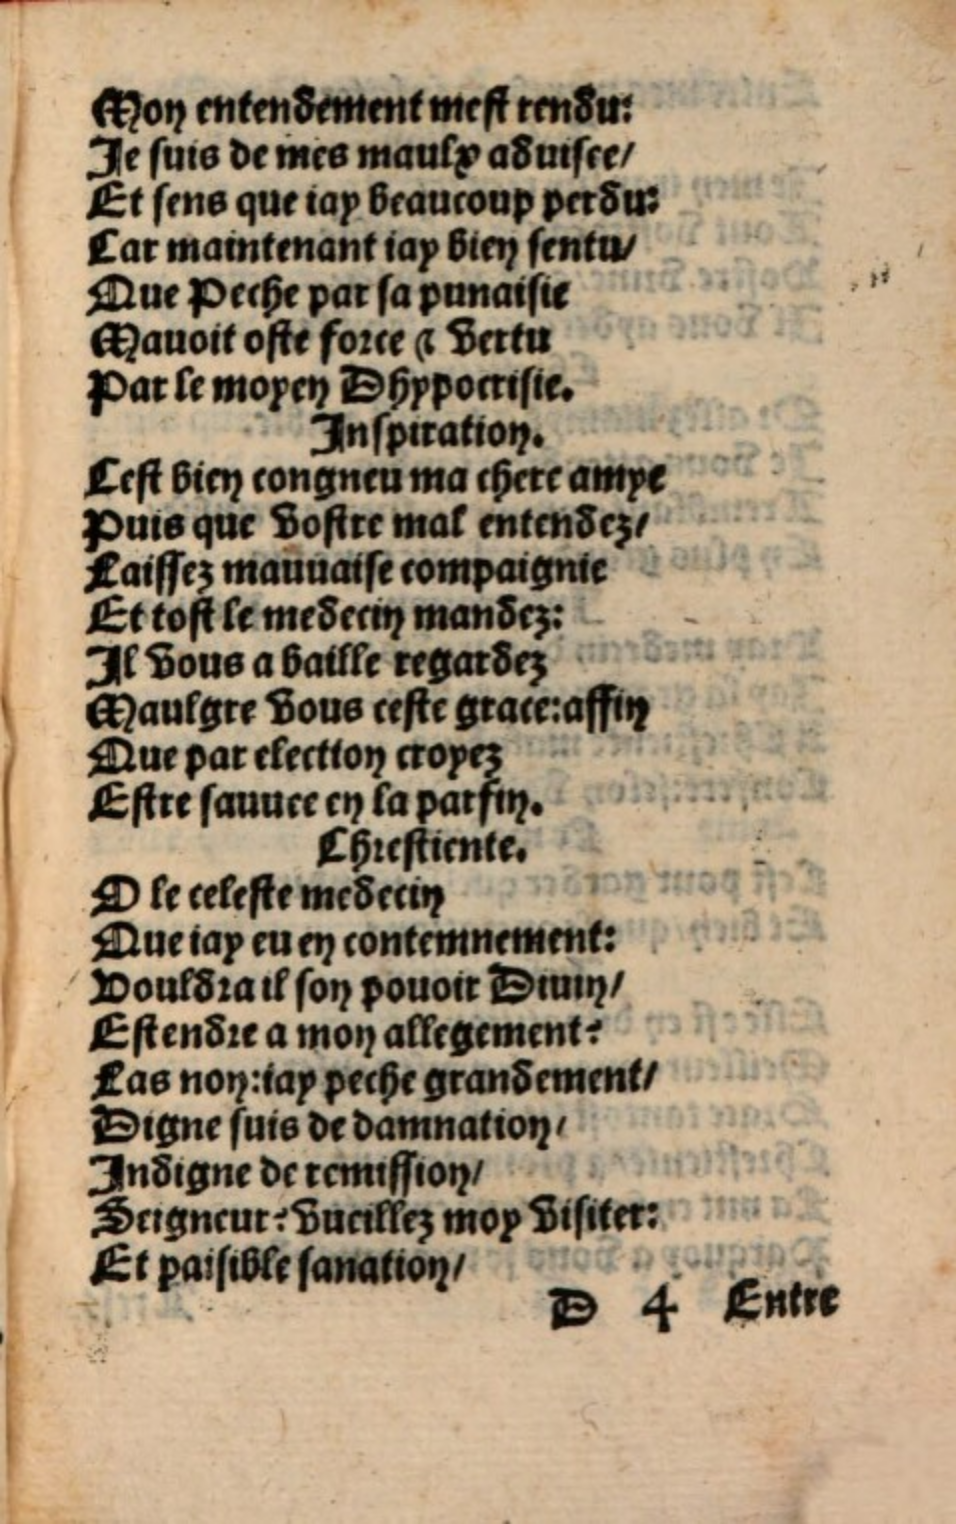 Mon entendement mest rendu:
Je suis de mes maulx aduisee/
Et sens que iay beaucoup perdu:
Car maintenant iay bien sentu/
Que Peche par sa punaisie
Mauoit oste force & vertu
Par le moyen Dhypocrisie.
Inspiration.
Cest bien congneu ma chere amye
Puis que vostre mal entendez/
Laissez mauuaise compaignie
Et tost le medecin mandez:
Il vous a baille regardez
Maulgre vous ceste grace:affin
Que par election croyez
Estre sauuee en la parfin.
Chrestiente.
O le celeste medecin
Que iay eu en contemnement:
Vouldra il son pouoir Diuin/
Estendre a mon allegement?
Las non:iay peche grandement/
Digne suis de damnation/
Indigne de remission/
Seigneur? vueillez moy visiter:
Et paisible sanation/
D 4 Entre